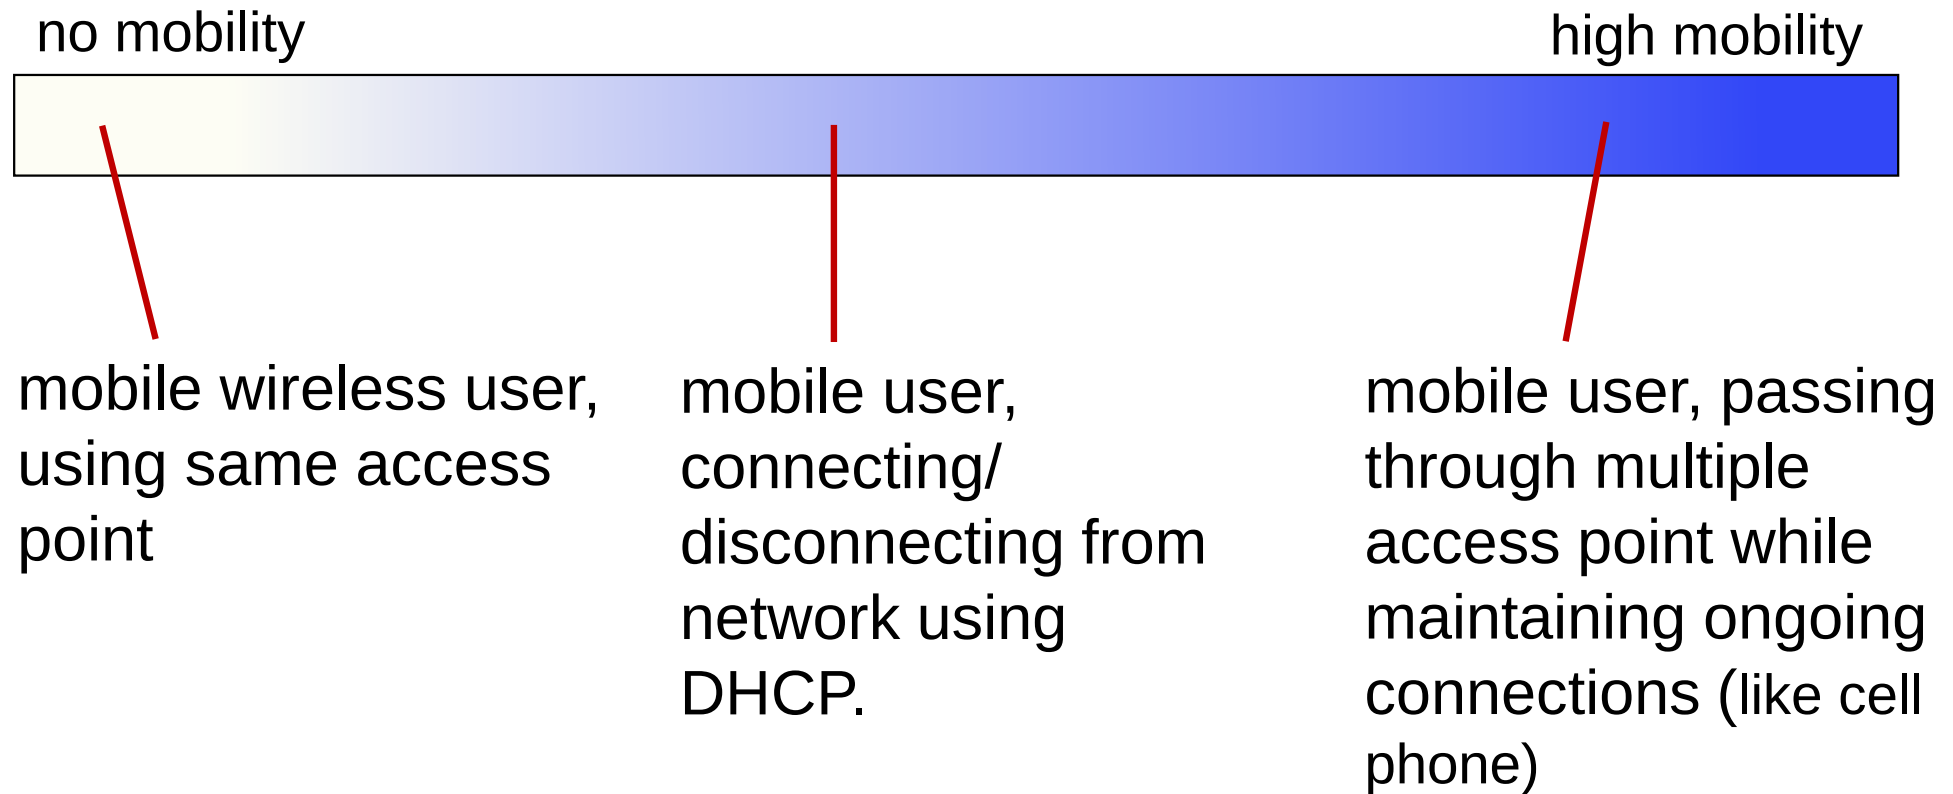 no mobility
high mobility
mobile wireless user,
using same access
point
mobile user,
connecting/
disconnecting from
network using
DHCP.
mobile user, passing
through multiple
access point while
maintaining ongoing
connections (like cell
phone)